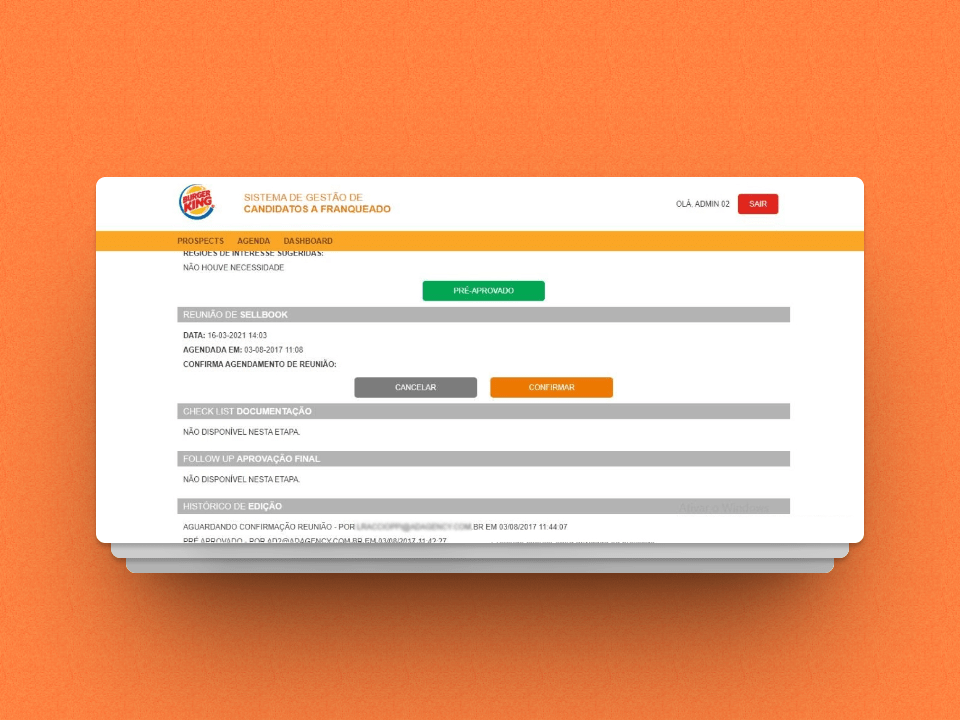 BURGER
KING
SISTEMA DE GESTÃO DE
CANDIDATOS A FRANQUEADO
OLÁ, ADMIN 02
SAIR
PROSPECTS AGENDA DASHBOARD
REGIÕES DE INTERESSE SUGERIDAS:
NÃO HOUVE NECESSIDADE
PRÉ-APROVADO
REUNIÃO DE SELLBOOK
DATA: 16-03-2021 14:03
AGENDADA EM: 03-08-2017 11:08
CONFIRMA AGENDAMENTO DE REUNIÃO:
CANCELAR CONFIRMAR
CHECK LIST DOCUMENTAÇÃO
NÃO DISPONÍVEL NESTA ETAPA.
FOLLOW UP APROVAÇÃO FINAL
NÃO DISPONÍVEL NESTA ETAPA.
HISTÓRICO DE EDIÇÃO
AGUARDANDO CONFIRMAÇÃO REUNIÃO - POR .BR EM 03/08/2017 11:44:07
PRÉ APROVADO - POR AD2@ADAGENCY.COM.BR EM 03/08/2017 11:42:27